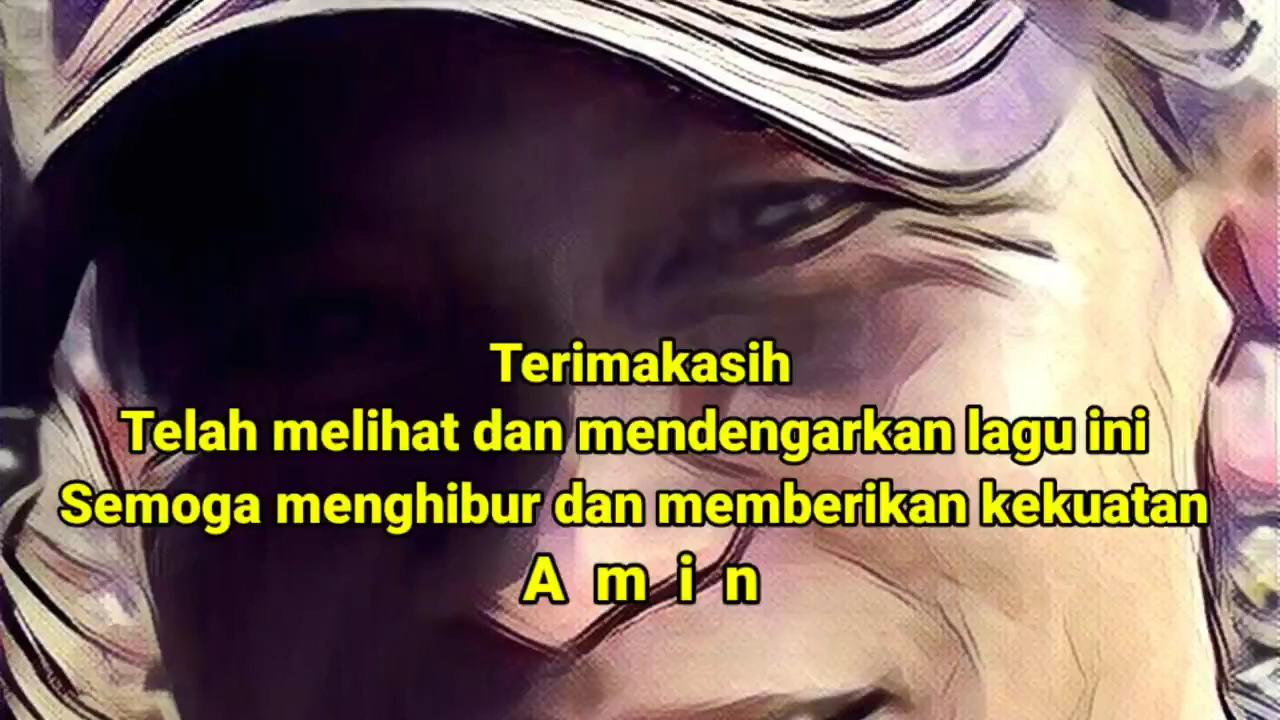 Terimakasih
Telah melihat dan mendengarkan lagu ini
Semoga menghibur dan memberikan kekuatan
A m i n